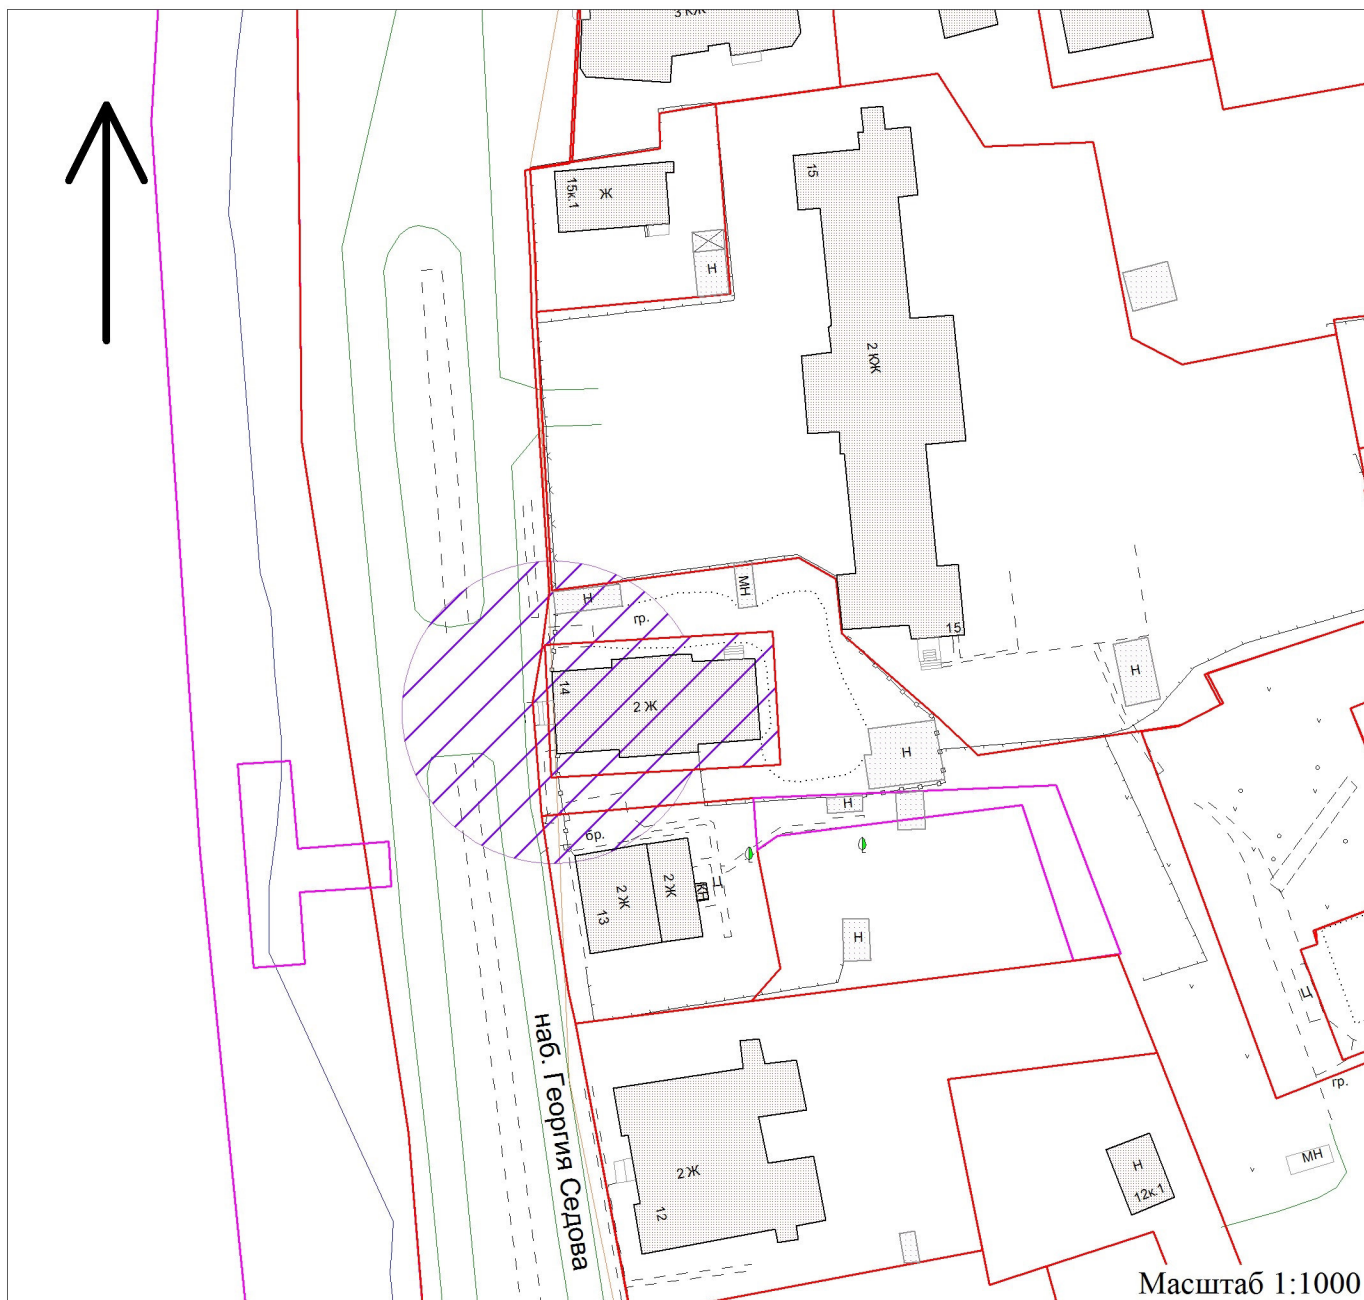 3 КЖ
15к.1
Ж
15
Н
2 КЖ
МН
Н
гр.
15
14
2 Ж
Н
Н
Н
бр.
2 Ж
2 Ж
КН
Ц
13
Н
Ц
наб. Георгия Седова
гр.
2 Ж
12
Н
12к.1
МН
Масштаб 1:1000